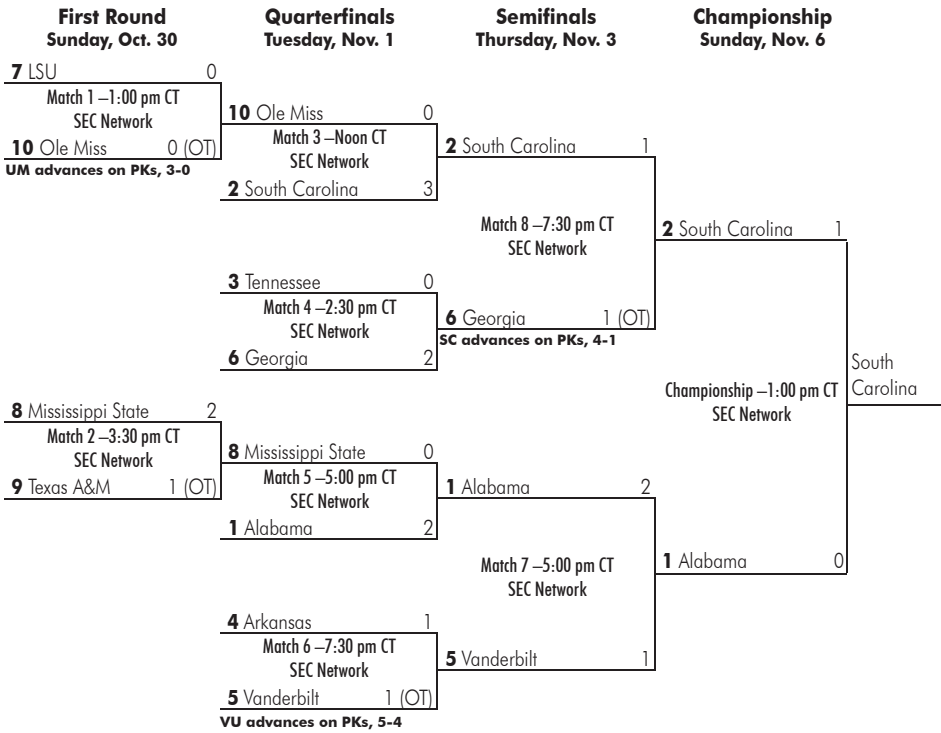 First Round
Sunday, Oct. 30
Quarterfinals
Tuesday, Nov. 1
Semifinals
Thursday, Nov. 3
Championship
Sunday, Nov. 6
7 LSU 0
Match 1 –1:00 pm CT
SEC Network
10 Ole Miss 0 (OT)
UM advances on PKs, 3-0
8 Mississippi State 2
Match 2 –3:30 pm CT
SEC Network
9 Texas A&M 1 (OT)
10 Ole Miss 0
Match 3 –Noon CT
SEC Network
2 South Carolina 3
3 Tennessee 0
Match 4 –2:30 pm CT
SEC Network
6 Georgia 2
8 Mississippi State 0
Match 5 –5:00 pm CT
SEC Network
1 Alabama 2
4 Arkansas 1
Match 6 –7:30 pm CT
SEC Network
5 Vanderbilt 1 (OT)
VU advances on PKs, 5-4
2 South Carolina 1
Match 8 –7:30 pm CT
SEC Network
6 Georgia 1 (OT)
SC advances on PKs, 4-1
1 Alabama 2
Match 7 –5:00 pm CT
SEC Network
5 Vanderbilt 1
2 South Carolina 1
Championship –1:00 pm CT
SEC Network
1 Alabama 0
South
Carolina